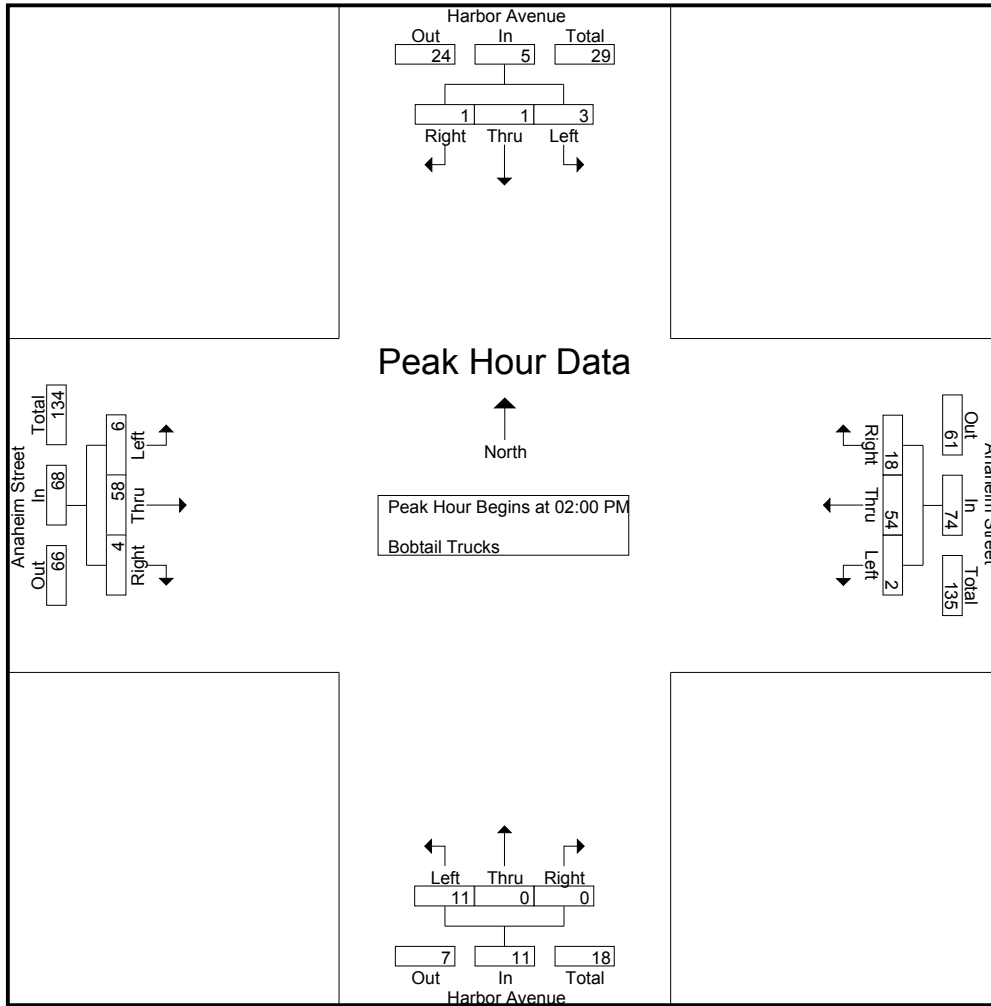 Harbor Avenue
Out In Total
24 5 29
1 1 3
Right Thru Left
Peak Hour Data
North
Peak Hour Begins at 02:00 PM
Bobtail Trucks
Anaheim Street
Total In Out
134 68 66
6 58 4
Left Thru Right
Right Thru Left
18 54 2
61 74 135
Out In Total
Anaheim Street
Left Thru Right
11 0 0
7 11 18
Out In Total
Harbor Avenue